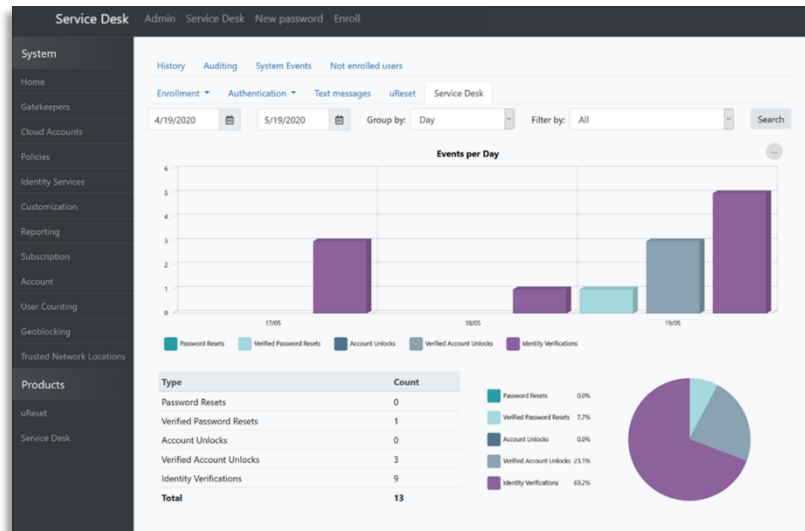 Service Desk Admin Service Desk New password Enroll
System
Home
Gatekeepers
Cloud Accounts
Policies
Identity Services
Customization
Reporting
Subscription
Account
User Counting
Geoblocking
Trusted Network Locations
Products
uReset
Service Desk
History Auditing System Events Not enrolled users
Enrollment Authentication Text messages uReset Service Desk
4/19/2020 5/19/2020 Group by: Day Filter by: All Search
Events per Day
...
6
5
4
3
2
1
0
17/05 18/05 19/05
Password Resets Verified Password Resets Account Unlocks Verified Account Unlocks Identity Verifications
Type Count
Password Resets 0
Verified Password Resets 1
Account Unlocks 0
Verified Account Unlocks 3
Identity Verifications 9
Total 13
Password Resets 0.0%
Verified Password Resets 7.7%
Account Unlocks 0.0%
Verified Account Unlocks 23.1%
Identity Verifications 69.2%